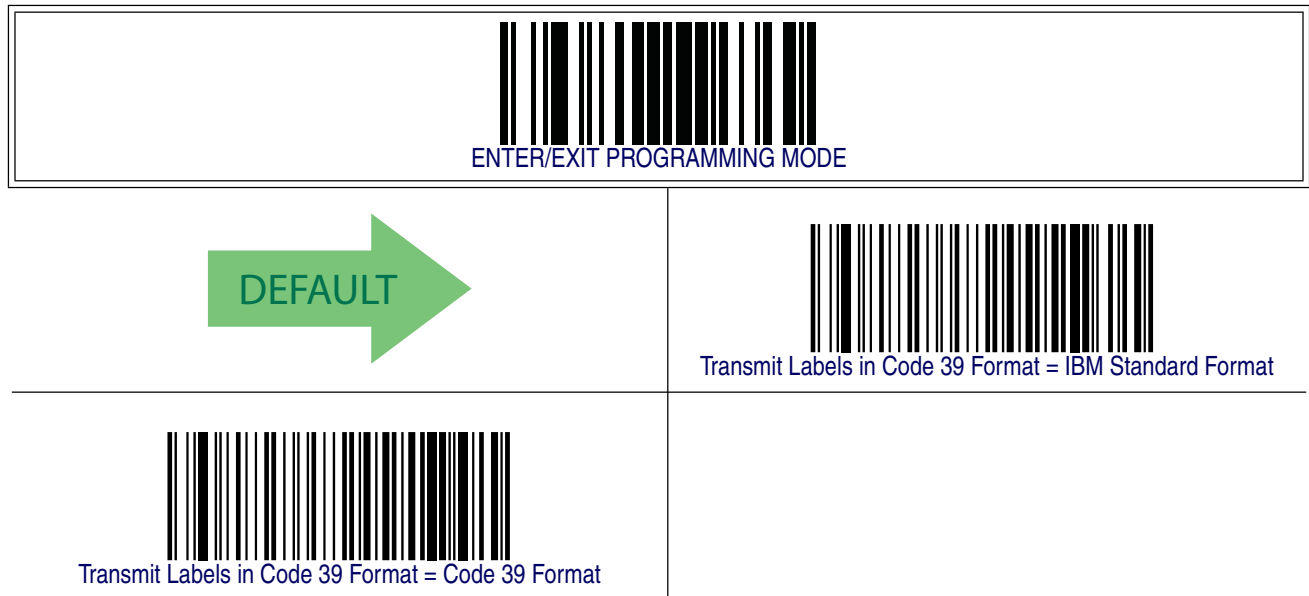 ENTER/EXIT PROGRAMMING MODE
DEFAULT
Transmit Labels in Code 39 Format = IBM Standard Format
Transmit Labels in Code 39 Format = Code 39 Format